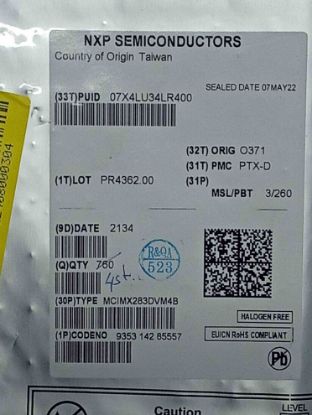 NXP SEMICONDUCTORS
Country of Origin Taiwan
SEALED DATE 07MAY22
(33T)PUID 07X4LU34LR400
(32T) ORIG O371
(31T) PMC PTX-D
(1T)LOT PR4362.00
(31P)
MSL/PBT 3/260
(9D)DATE 2134
R&QA
523
(Q)QTY 760
4st..
(30P)TYPE MCIMX283DVM4B
HALOGEN FREE
(1P)CODENO 9353 142 85557
EU/CN RoHS COMPLIANT
Pb
8000304
Caution
LEVEL